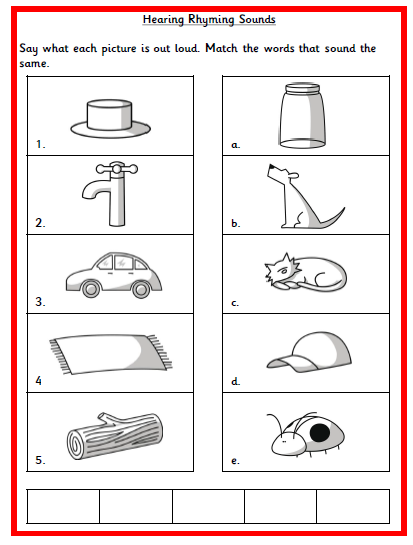 Hearing Rhyming Sounds
Say what each picture is out loud. Match the words that sound the
same.
1.
a.
2.
b.
3.
c.
4
d.
5.
e.